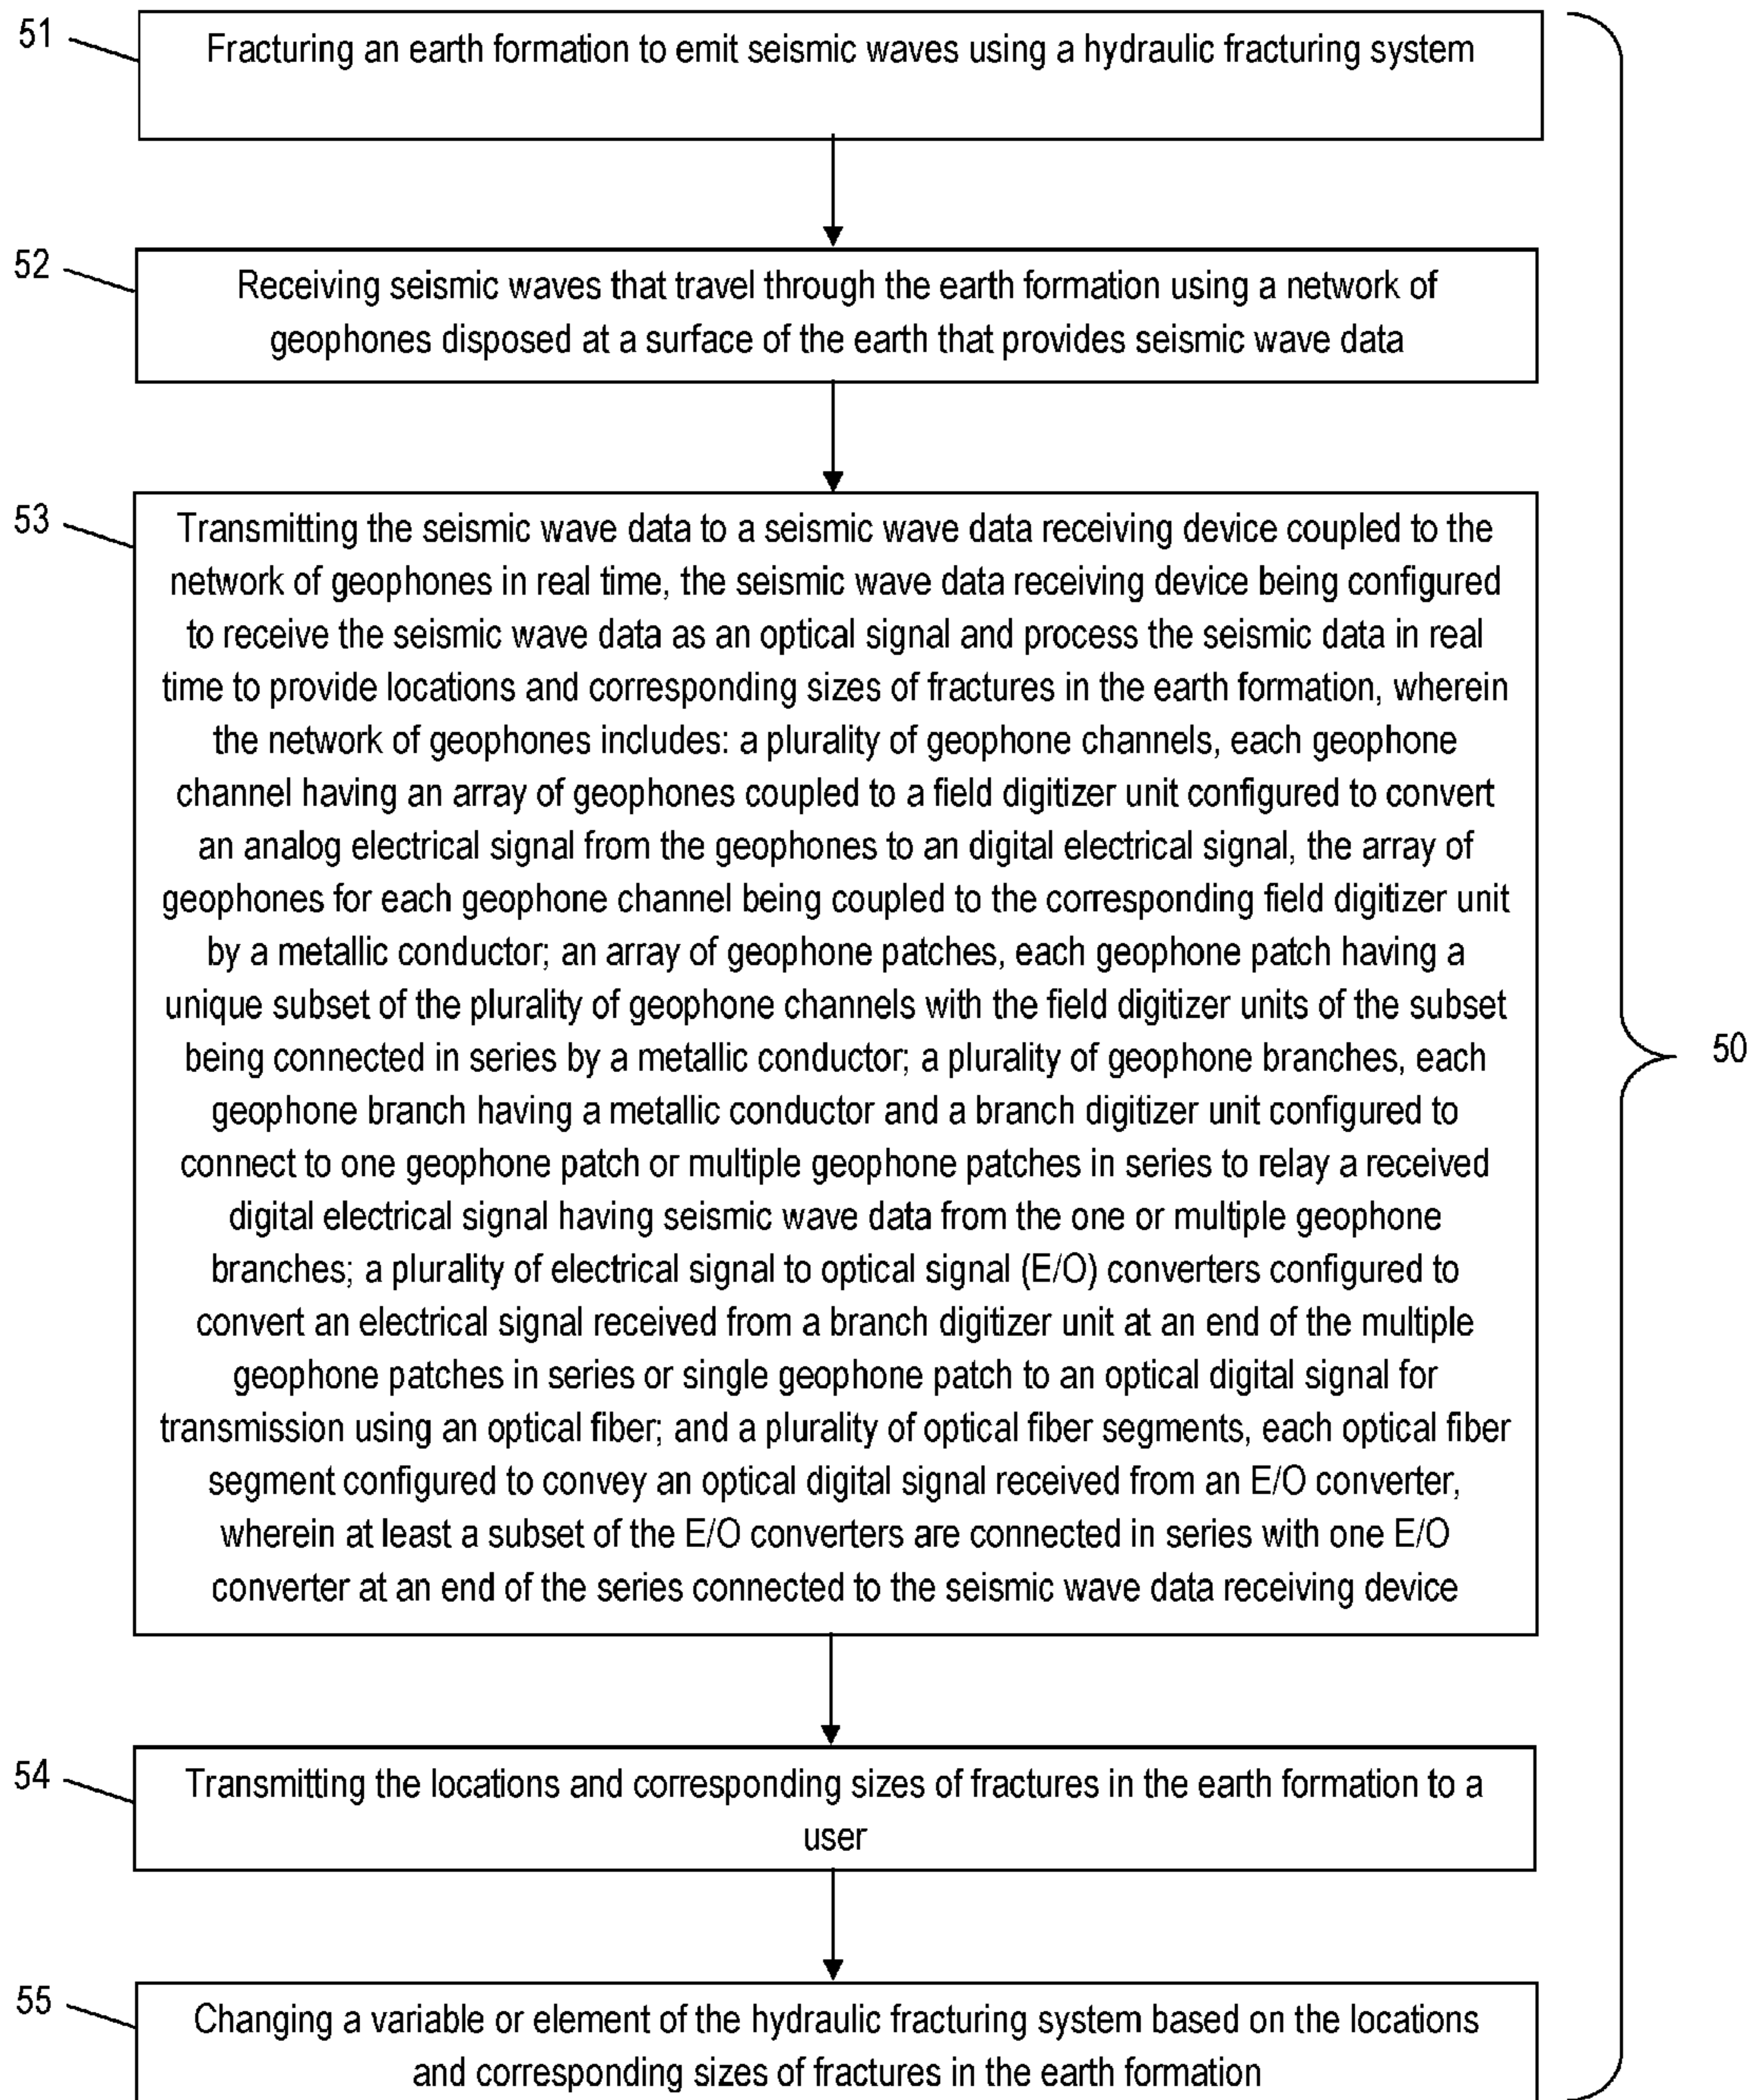 51
Fracturing an earth formation to emit seismic waves using a hydraulic fracturing system
52
Receiving seismic waves that travel through the earth formation using a network of
geophones disposed at a surface of the earth that provides seismic wave data
53
Transmitting the seismic wave data to a seismic wave data receiving device coupled to the
network of geophones in real time, the seismic wave data receiving device being configured
to receive the seismic wave data as an optical signal and process the seismic data in real
time to provide locations and corresponding sizes of fractures in the earth formation, wherein
the network of geophones includes: a plurality of geophone channels, each geophone
channel having an array of geophones coupled to a field digitizer unit configured to convert
an analog electrical signal from the geophones to an digital electrical signal, the array of
geophones for each geophone channel being coupled to the corresponding field digitizer unit
by a metallic conductor; an array of geophone patches, each geophone patch having a
unique subset of the plurality of geophone channels with the field digitizer units of the subset
being connected in series by a metallic conductor; a plurality of geophone branches, each
geophone branch having a metallic conductor and a branch digitizer unit configured to
connect to one geophone patch or multiple geophone patches in series to relay a received
digital electrical signal having seismic wave data from the one or multiple geophone
branches; a plurality of electrical signal to optical signal (E/O) converters configured to
convert an electrical signal received from a branch digitizer unit at an end of the multiple
geophone patches in series or single geophone patch to an optical digital signal for
transmission using an optical fiber; and a plurality of optical fiber segments, each optical fiber
segment configured to convey an optical digital signal received from an E/O converter,
wherein at least a subset of the E/O converters are connected in series with one E/O
converter at an end of the series connected to the seismic wave data receiving device
50
54
Transmitting the locations and corresponding sizes of fractures in the earth formation to a
user
55
Changing a variable or element of the hydraulic fracturing system based on the locations
and corresponding sizes of fractures in the earth formation